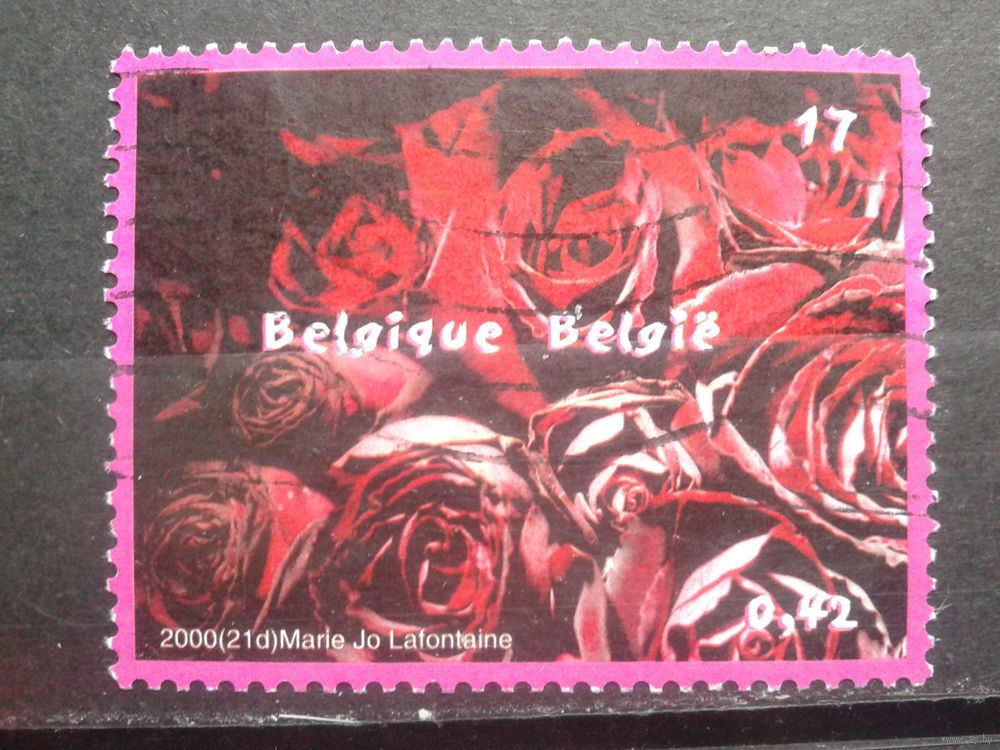 17
Belgique België
0,42
2000(21d)Marie Jo Lafontaine